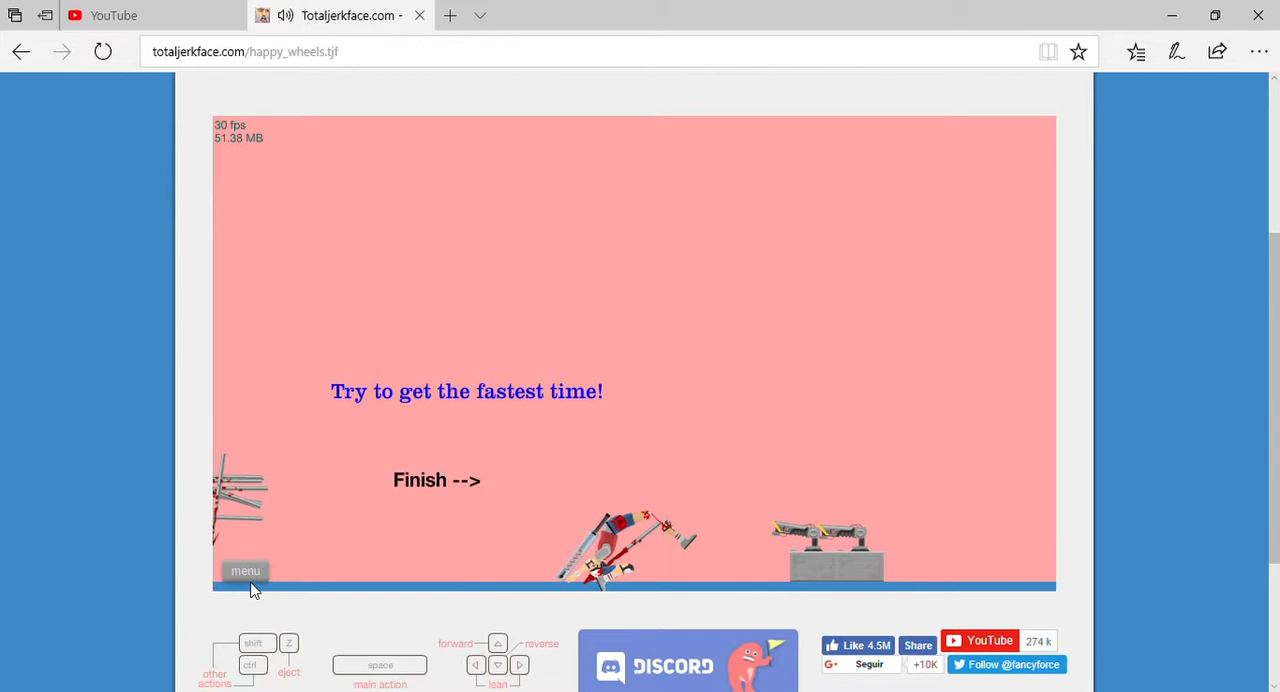 YouTube
Totaljerkface.com -
totaljerkface.com/happy_wheels.tjf
30 fps
51.38 MB
Try to get the fastest time!
Finish -->
menu
shift
Z
ctrl
other
actions
eject
space
main action
forward
reverse
lean
DISCORD
Like 4.5M
Share
YouTube
274 k
G+
Seguir
+10K
Follow @fancyforce